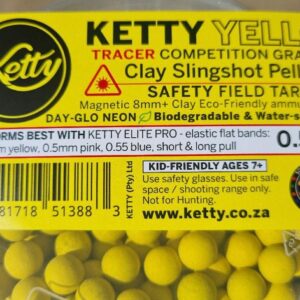 Ketty
KETTY YELL
TRACER COMPETITION GRA
Clay Slingshot Pell
SAFETY FIELD TAR
Magnetic 8mm+ Clay Eco-Friendly ammo
DAY-GLO NEON Biodegradable & Water-s
ORMS BEST WITH KETTY ELITE PRO - elastic flat bands:
m yellow, 0.5mm pink, 0.55 blue, short & long pull
0.
KID-FRIENDLY AGES 7+
Use safety glasses. Use in safe
space / shooting range only.
Not for Hunting.
www.ketty.co.za
KETTY (Pty) Ltd
81718 51388 3